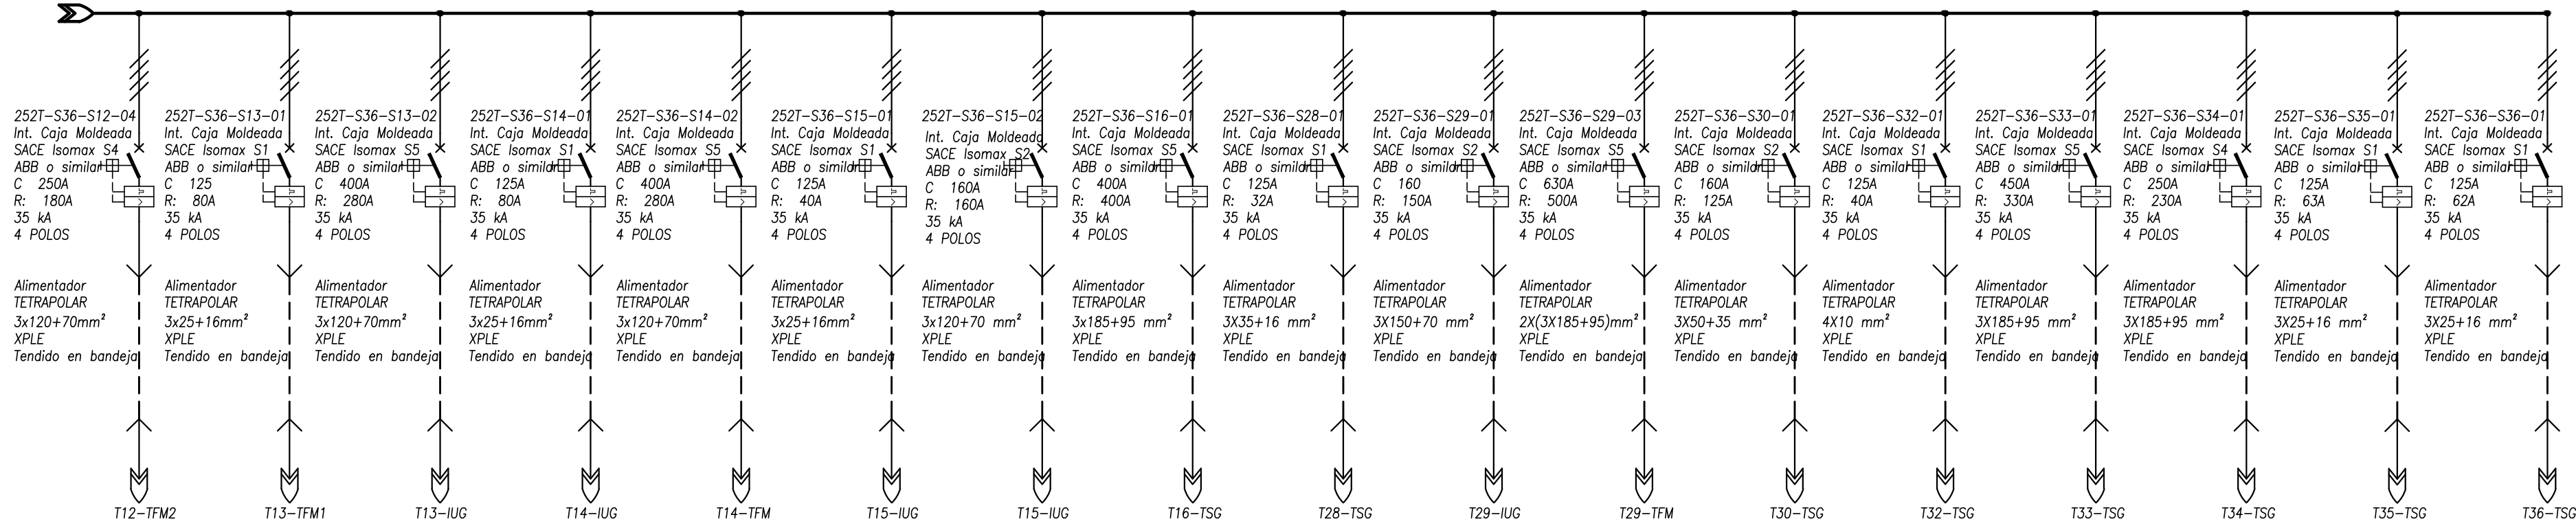 252T-S36-S12-04
Int. Caja Moldeada
SACE Isomax S4
ABB o similar
C 250A
R: 180A
35 kA
4 POLOS
Alimentador
TETRAPOLAR
3x120+70mm²
XPLE
Tendido en bandeja
T12-TFM2
252T-S36-S13-01
Int. Caja Moldeada
SACE Isomax S1
ABB o similar
C 125
R: 80A
35 kA
4 POLOS
Alimentador
TETRAPOLAR
3x25+16mm²
XPLE
Tendido en bandeja
T13-TFM1
252T-S36-S13-02
Int. Caja Moldeada
SACE Isomax S5
ABB o similar
C 400A
R: 280A
35 kA
4 POLOS
Alimentador
TETRAPOLAR
3x120+70mm²
XPLE
Tendido en bandeja
T13-IUG
252T-S36-S14-01
Int. Caja Moldeada
SACE Isomax S1
ABB o similar
C 125A
R: 80A
35 kA
4 POLOS
Alimentador
TETRAPOLAR
3x25+16mm²
XPLE
Tendido en bandeja
T14-IUG
252T-S36-S14-02
Int. Caja Moldeada
SACE Isomax S5
ABB o similar
C 400A
R: 280A
35 kA
4 POLOS
Alimentador
TETRAPOLAR
3x120+70mm²
XPLE
Tendido en bandeja
T14-TFM
252T-S36-S15-01
Int. Caja Moldeada
SACE Isomax S1
ABB o similar
C 125A
R: 40A
35 kA
4 POLOS
Alimentador
TETRAPOLAR
3x25+16mm²
XPLE
Tendido en bandeja
T15-IUG
252T-S36-S15-02
Int. Caja Moldeada
SACE Isomax S2
ABB o similar
C 160A
R: 160A
35 kA
4 POLOS
Alimentador
TETRAPOLAR
3x120+70 mm²
XPLE
Tendido en bandeja
T15-IUG
252T-S36-S16-01
Int. Caja Moldeada
SACE Isomax S5
ABB o similar
C 400A
R: 400A
35 kA
4 POLOS
Alimentador
TETRAPOLAR
3x185+95 mm²
XPLE
Tendido en bandeja
T16-TSG
252T-S36-S28-01
Int. Caja Moldeada
SACE Isomax S1
ABB o similar
C 125A
R: 32A
35 kA
4 POLOS
Alimentador
TETRAPOLAR
3X35+16 mm²
XPLE
Tendido en bandeja
T28-TSG
252T-S36-S29-01
Int. Caja Moldeada
SACE Isomax S2
ABB o similar
C 160
R: 150A
35 kA
4 POLOS
Alimentador
TETRAPOLAR
3X150+70 mm²
XPLE
Tendido en bandeja
T29-IUG
252T-S36-S29-03
Int. Caja Moldeada
SACE Isomax S5
ABB o similar
C 630A
R: 500A
35 kA
4 POLOS
Alimentador
TETRAPOLAR
2X(3X185+95)mm²
XPLE
Tendido en bandeja
T29-TFM
252T-S36-S30-01
Int. Caja Moldeada
SACE Isomax S2
ABB o similar
C 160A
R: 125A
35 kA
4 POLOS
Alimentador
TETRAPOLAR
3X50+35 mm²
XPLE
Tendido en bandeja
T30-TSG
252T-S36-S32-01
Int. Caja Moldeada
SACE Isomax S1
ABB o similar
C 125A
R: 40A
35 kA
4 POLOS
Alimentador
TETRAPOLAR
4X10 mm²
XPLE
Tendido en bandeja
T32-TSG
252T-S36-S33-01
Int. Caja Moldeada
SACE Isomax S5
ABB o similar
C 450A
R: 330A
35 kA
4 POLOS
Alimentador
TETRAPOLAR
3X185+95 mm²
XPLE
Tendido en bandeja
T33-TSG
252T-S36-S34-01
Int. Caja Moldeada
SACE Isomax S4
ABB o similar
C 250A
R: 230A
35 kA
4 POLOS
Alimentador
TETRAPOLAR
3X185+95 mm²
XPLE
Tendido en bandeja
T34-TSG
252T-S36-S35-01
Int. Caja Moldeada
SACE Isomax S1
ABB o similar
C 125A
R: 63A
35 kA
4 POLOS
Alimentador
TETRAPOLAR
3X25+16 mm²
XPLE
Tendido en bandeja
T35-TSG
252T-S36-S36-01
Int. Caja Moldeada
SACE Isomax S1
ABB o similar
C 125A
R: 62A
35 kA
4 POLOS
Alimentador
TETRAPOLAR
3X25+16 mm²
XPLE
Tendido en bandeja
T36-TSG